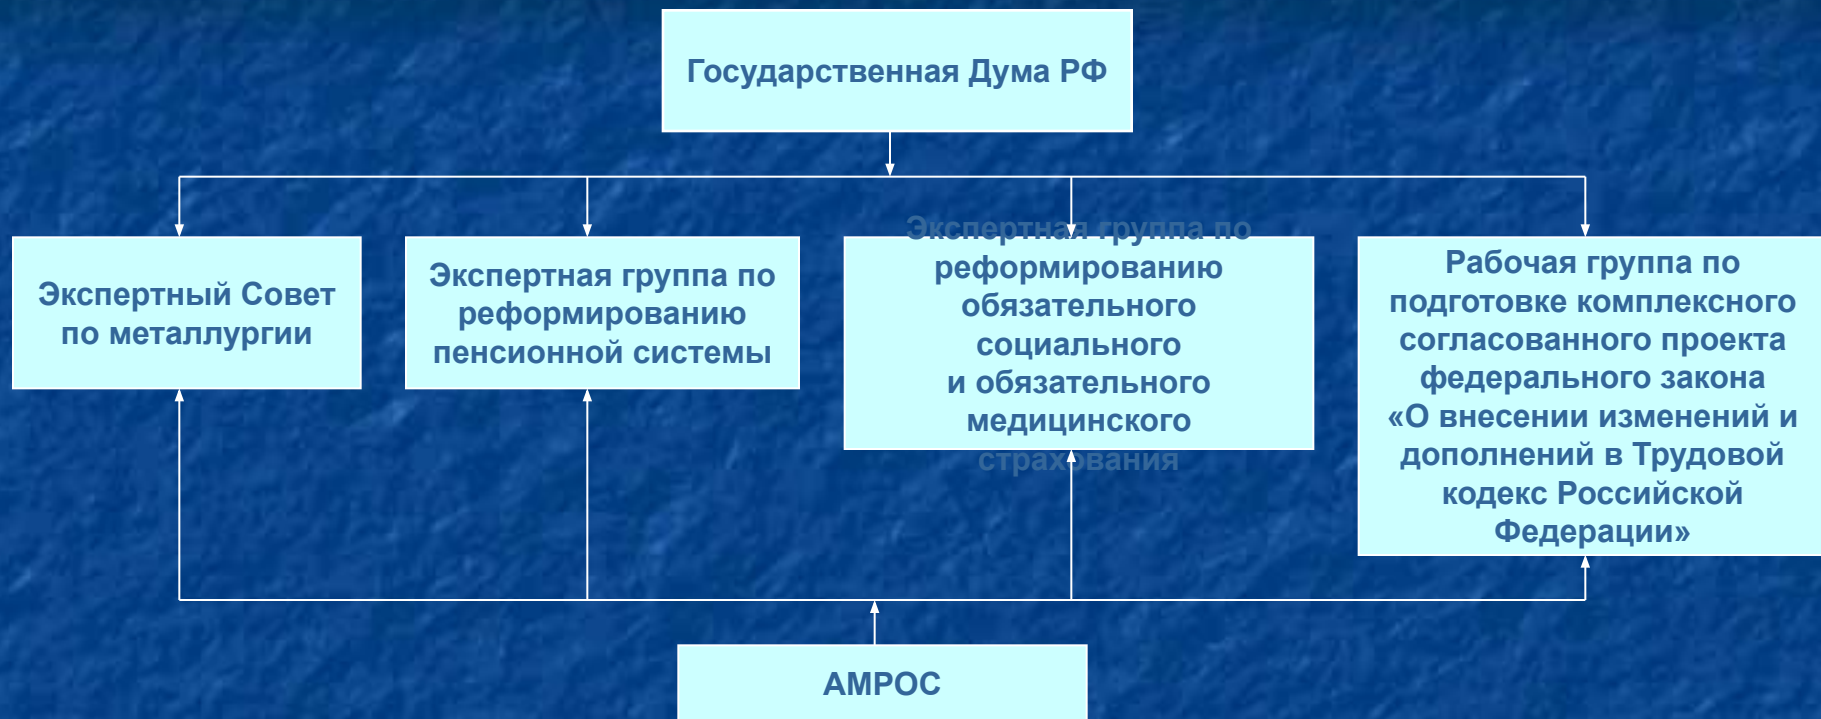 Государственная Дума РФ
Экспертный Совет
по металлургии
Экспертная группа по
реформированию
пенсионной системы
Экспертная группа по
реформированию
обязательного
социального
и обязательного
медицинского
страхования
Рабочая группа по
подготовке комплексного
согласованного проекта
федерального закона
«О внесении изменений и
дополнений в Трудовой
кодекс Российской
Федерации»
АМРОС